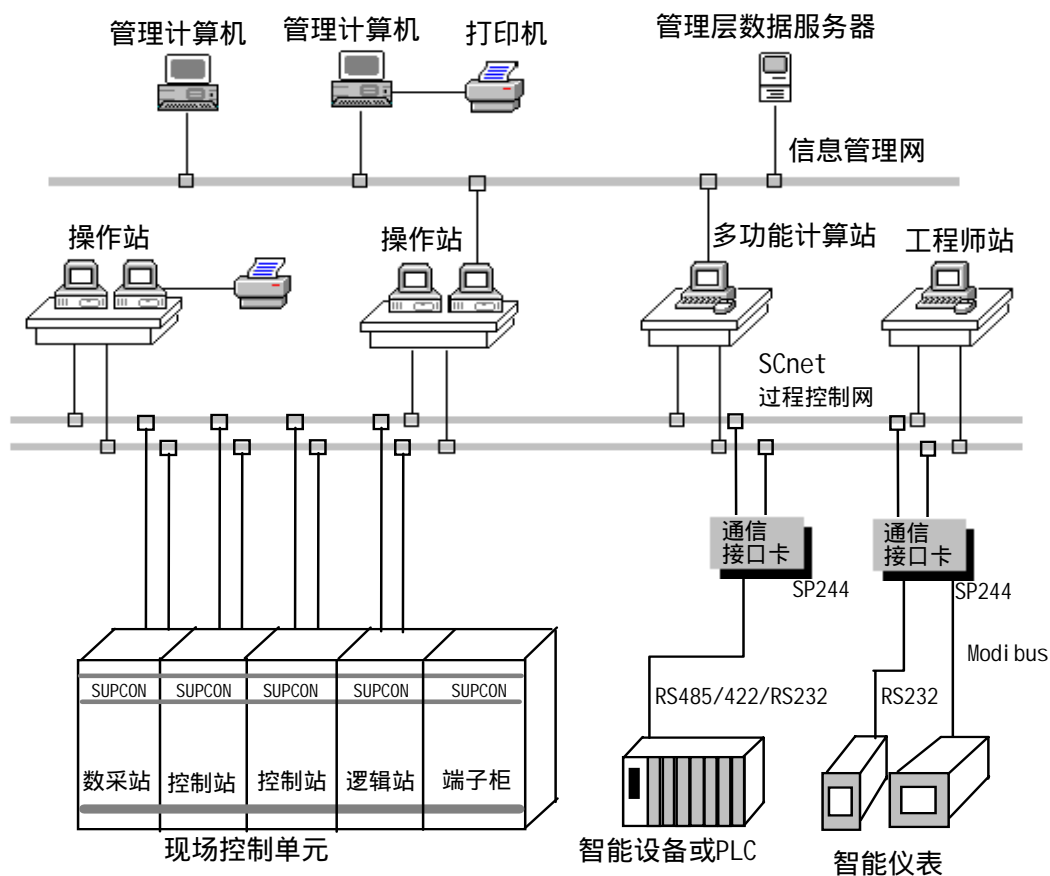 管理计算机
管理计算机
打印机
管理层数据服务器
信息管理网
操作站
操作站
多功能计算站
工程师站
SCnet
过程控制网
通信
接口卡
通信
接口卡
SP244
SP244
Modibus
SUPCON
SUPCON
SUPCON
SUPCON
SUPCON
RS485/422/RS232
RS232
数采站
控制站
控制站
逻辑站
端子柜
现场控制单元
智能设备或PLC
智能仪表